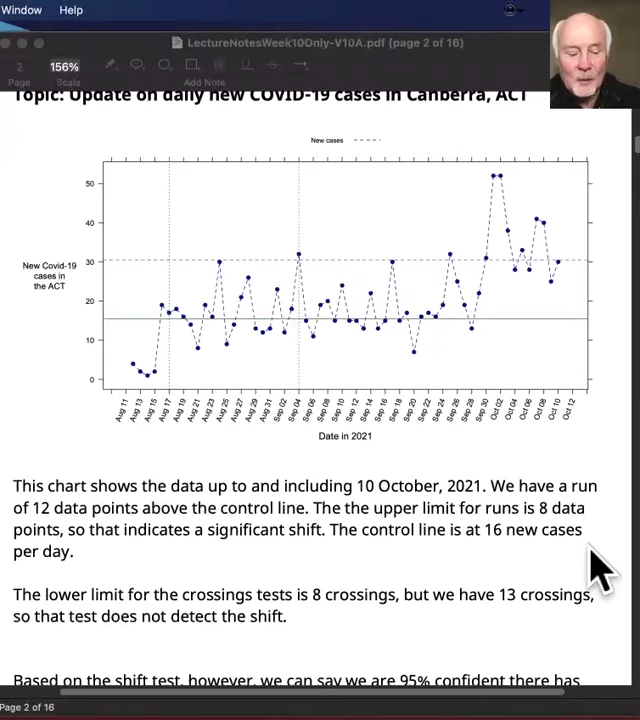 Window Help
LectureNotesWeek10Only-V10A.pdf (page 2 of 16)
2 156%
Page Scale Add Note
Topic: Update on daily new COVID-19 cases in Canberra, ACT
New cases
50
40
New Covid-19
cases in
the ACT
30
20
10
0
Aug 11 Aug 13 Aug 15 Aug 17 Aug 19 Aug 21 Aug 23 Aug 25 Aug 27 Aug 29 Aug 31 Sep 02 Sep 04 Sep 06 Sep 08 Sep 10 Sep 12 Sep 14 Sep 16 Sep 18 Sep 20 Sep 22 Sep 24 Sep 26 Sep 28 Sep 30 Oct 02 Oct 04 Oct 06 Oct 08 Oct 10 Oct 12
Date in 2021
This chart shows the data up to and including 10 October, 2021. We have a run
of 12 data points above the control line. The the upper limit for runs is 8 data
points, so that indicates a significant shift. The control line is at 16 new cases
per day.
The lower limit for the crossings tests is 8 crossings, but we have 13 crossings,
so that test does not detect the shift.
Based on the shift test, however, we can say we are 95% confident there has
Page 2 of 16